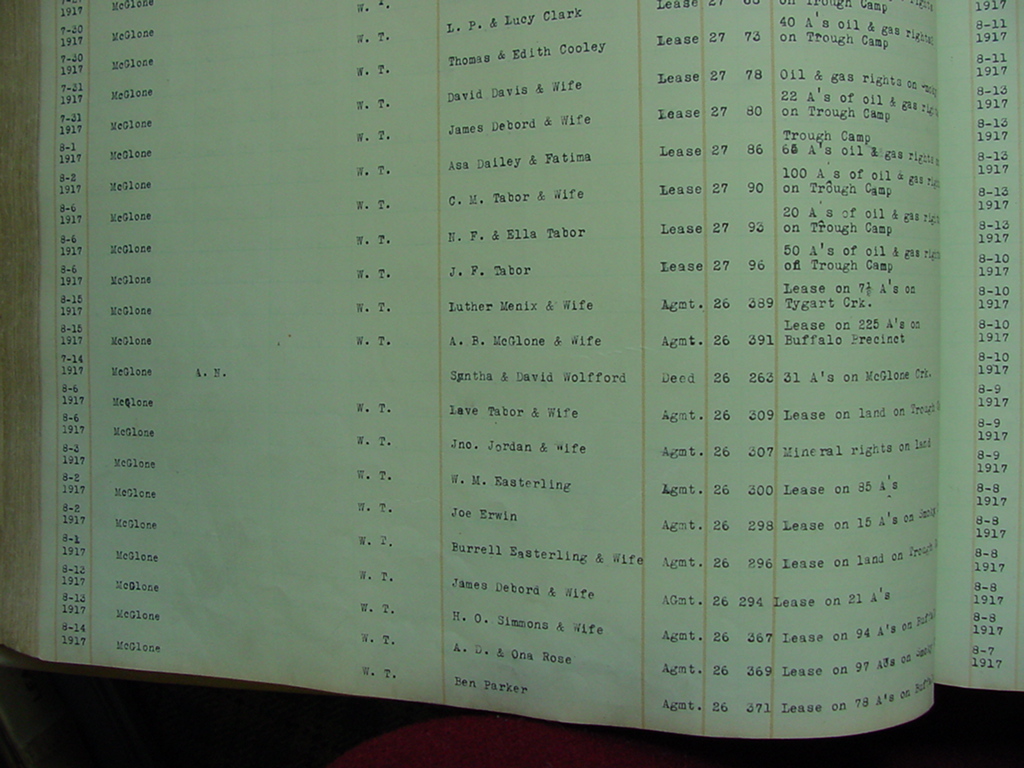 1917 McGlone W. T.
7-30 McGlone W. T. L. P. & Lucy Clark Lease 27 on Trough Camp
1917
7-31 McGlone W. T. Thomas & Edith Cooley Lease 27 73 40 A's oil & gas rights
1917 on Trough Camp
7-31 McGlone W. T. David Davis & Wife Lease 27 78 Oil & gas rights on
1917
8-1 McGlone W. T. James Debord & Wife Lease 27 80 22 A's of oil & gas
1917 on Trough Camp
8-2 McGlone W. T. Asa Dailey & Fatima Lease 27 86 Trough Camp
1917 65 A's oil & gas rights
8-6 McGlone W. T. C. M. Tabor & Wife Lease 27 90 100 A's of oil & gas
1917 on Trough Camp
8-6 McGlone W. T. N. F. & Ella Tabor Lease 27 93 20 A's of oil & gas
1917 on Trough Camp
8-6 McGlone W. T. J. F. Tabor Lease 27 96 50 A's of oil & gas
1917 on Trough Camp
8-15 McGlone W. T. Luther Menix & Wife Agmt. 26 389 Lease on 7½ A's on
1917 Tygart Crk.
8-15 McGlone W. T. A. B. McGlone & Wife Agmt. 26 391 Lease on 225 A's on
1917 Buffalo Precinct
7-14 McGlone A. N. Syntha & David Wolfford Deed 26 263 31 A's on McGlone Crk.
1917
8-6 McGlone W. T. Lave Tabor & Wife Agmt. 26 309 Lease on land on Trough
1917
8-6 McGlone W. T. Jno. Jordan & Wife Agmt. 26 307 Mineral rights on land
1917
8-3 McGlone W. T. W. M. Easterling Agmt. 26 300 Lease on 85 A's
1917
8-2 McGlone W. T. Joe Erwin Agmt. 26 298 Lease on 15 A's on
1917
8-2 McGlone W. T. Burrell Easterling & Wife Agmt. 26 296 Lease on land on Trough
1917
8-1 McGlone W. T. James Debord & Wife AGmt. 26 294 Lease on 21 A's
1917
8-13 McGlone W. T. H. O. Simmons & Wife Agmt. 26 367 Lease on 94 A's on
1917
8-13 McGlone W. T. A. D. & Ona Rose Agmt. 26 369 Lease on 97 A's on
1917
8-14 McGlone W. T. Ben Parker Agmt. 26 371 Lease on 78 A's on
1917
1917
8-11
1917
8-11
1917
8-13
1917
8-13
1917
8-13
1917
8-13
1917
8-13
1917
8-10
1917
8-10
1917
8-10
1917
8-10
1917
8-9
1917
8-9
1917
8-9
1917
8-8
1917
8-8
1917
8-8
1917
8-8
1917
8-8
1917
8-7
1917